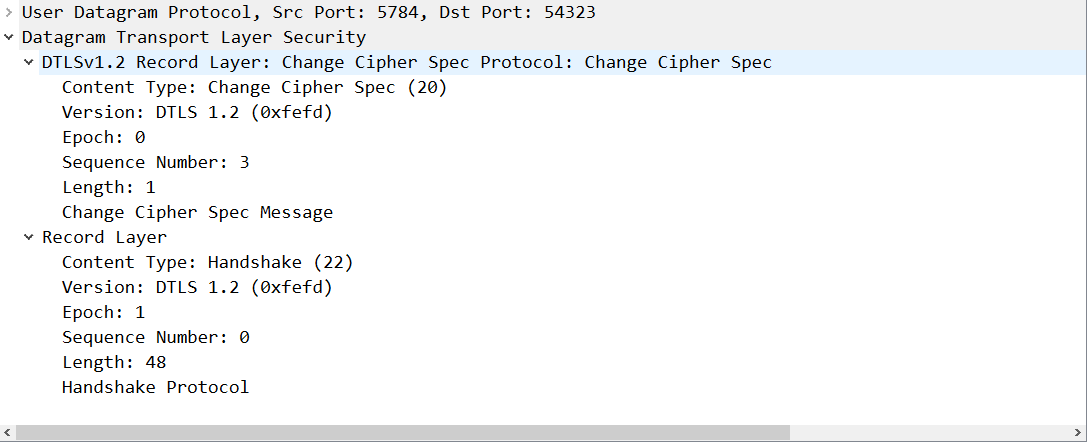 User Datagram Protocol, Src Port: 5784, Dst Port: 54323
Datagram Transport Layer Security
DTLSv1.2 Record Layer: Change Cipher Spec Protocol: Change Cipher Spec
Content Type: Change Cipher Spec (20)
Version: DTLS 1.2 (0xfefd)
Epoch: 0
Sequence Number: 3
Length: 1
Change Cipher Spec Message
Record Layer
Content Type: Handshake (22)
Version: DTLS 1.2 (0xfefd)
Epoch: 1
Sequence Number: 0
Length: 48
Handshake Protocol